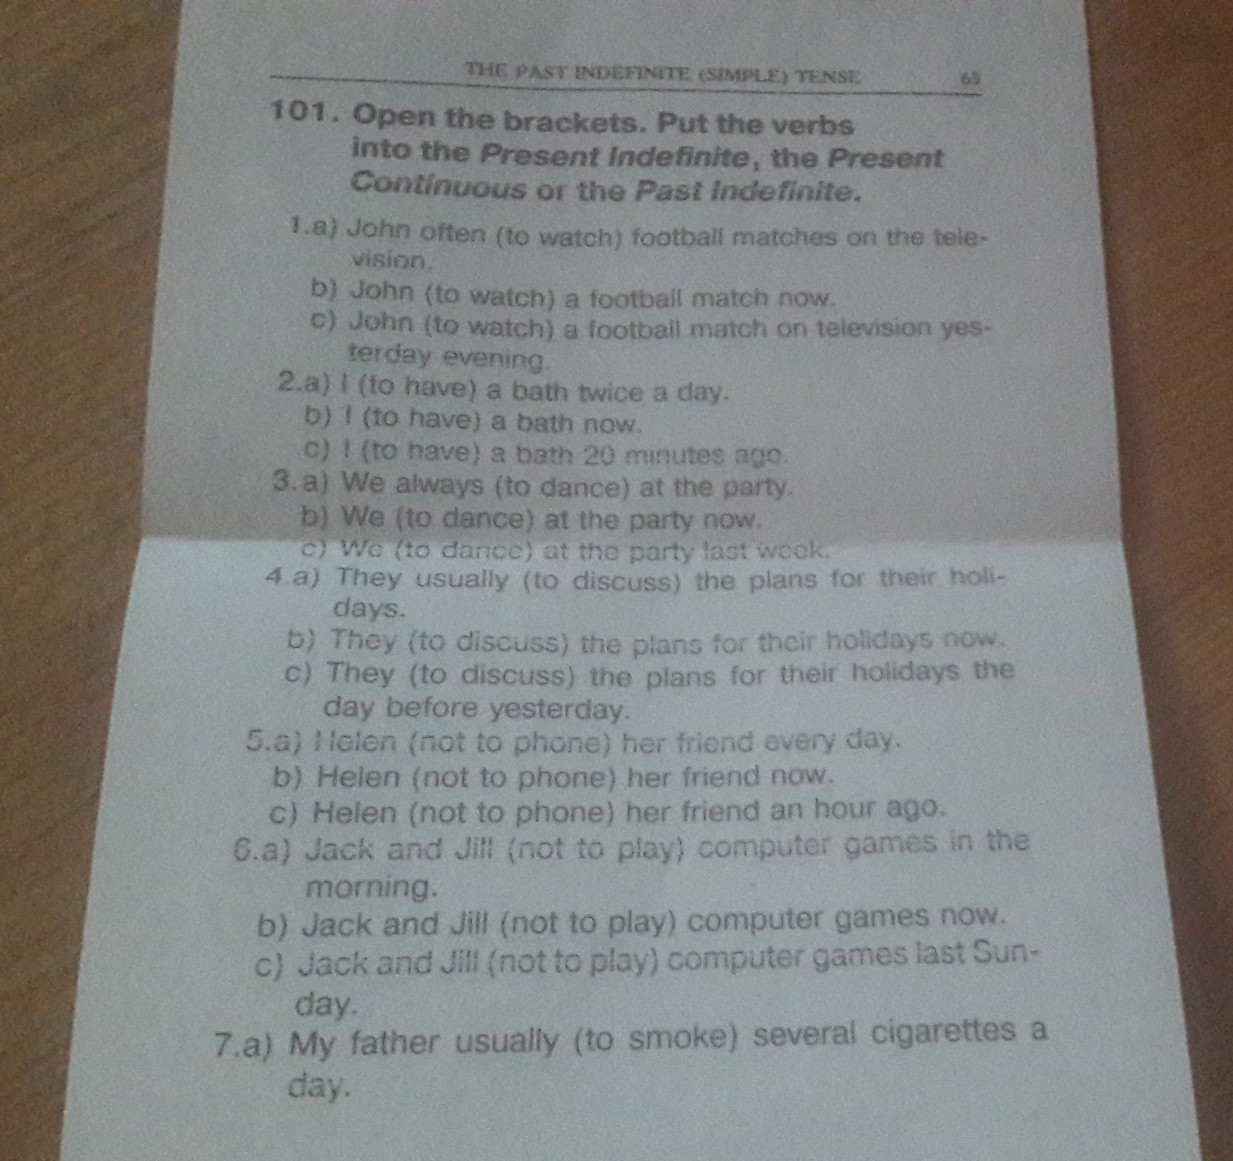 THE PAST INDEFINITE (SIMPLE) TENSE 65
101. Open the brackets. Put the verbs
into the Present Indefinite, the Present
Continuous or the Past Indefinite.
1.a) John often (to watch) football matches on the tele-
vision.
b) John (to watch) a football match now.
c) John (to watch) a football match on television yes-
terday evening.
2.a) I (to have) a bath twice a day.
b) I (to have) a bath now.
c) I (to have) a bath 20 minutes ago.
3.a) We always (to dance) at the party.
b) We (to dance) at the party now.
c) We (to dance) at the party last week.
4.a) They usually (to discuss) the plans for their holi-
days.
b) They (to discuss) the plans for their holidays now.
c) They (to discuss) the plans for their holidays the
day before yesterday.
5.a) Helen (not to phone) her friend every day.
b) Helen (not to phone) her friend now.
c) Helen (not to phone) her friend an hour ago.
6.a) Jack and Jill (not to play) computer games in the
morning.
b) Jack and Jill (not to play) computer games now.
c) Jack and Jill (not to play) computer games last Sun-
day.
7.a) My father usually (to smoke) several cigarettes a
day.